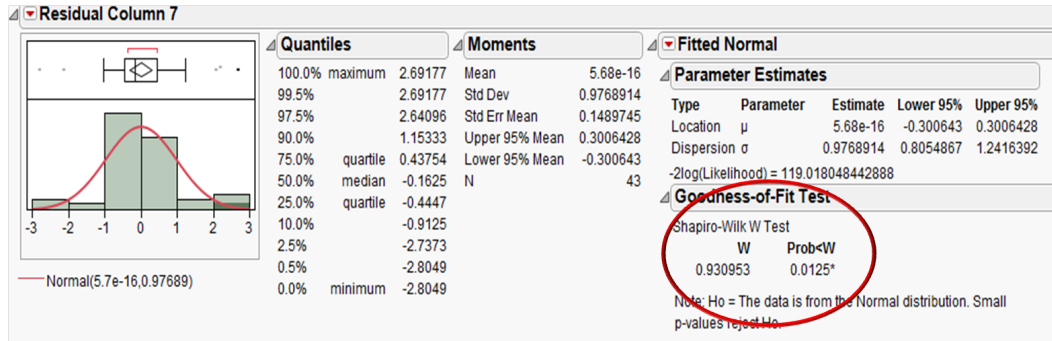 Residual Column 7
-3 -2 -1 0 1 2 3
Normal(5.7e-16,0.97689)
Quantiles
100.0% maximum 2.69177
99.5% 2.69177
97.5% 2.64096
90.0% 1.15333
75.0% quartile 0.43754
50.0% median -0.1625
25.0% quartile -0.4447
10.0% -0.9125
2.5% -2.7373
0.5% -2.8049
0.0% minimum -2.8049
Moments
Mean 5.68e-16
Std Dev 0.9768914
Std Err Mean 0.1489745
Upper 95% Mean 0.3006428
Lower 95% Mean -0.300643
N 43
Fitted Normal
Parameter Estimates
Type Parameter Estimate Lower 95% Upper 95%
Location μ 5.68e-16 -0.300643 0.3006428
Dispersion σ 0.9768914 0.8054867 1.2416392
-2log(Likelihood) = 119.018048442888
Goodness-of-Fit Test
Shapiro-Wilk W Test
W Prob<W
0.930953 0.0125*
Note: Ho = The data is from the Normal distribution. Small
p-values reject Ho.